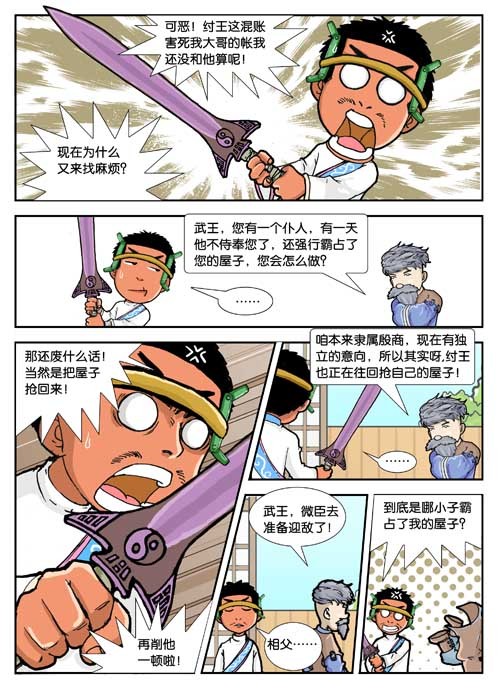 可恶！纣王这混账
害死我大哥的帐我
还没和他算呢！
现在为什么
又来找麻烦？
武王，您有一个仆人，有一天
他不侍奉您了，还强行霸占了
您的屋子，您会怎么做？
……
那还废什么话！
当然是把屋子
抢回来！
再削他
一顿啦！
咱本来隶属殷商，现在有独
立的意向，所以其实呀，纣王
也正在往回抢自己的屋子！
……
武王，微臣去
准备迎敌了！
相父……
到底是哪小子霸
占了我的屋子？